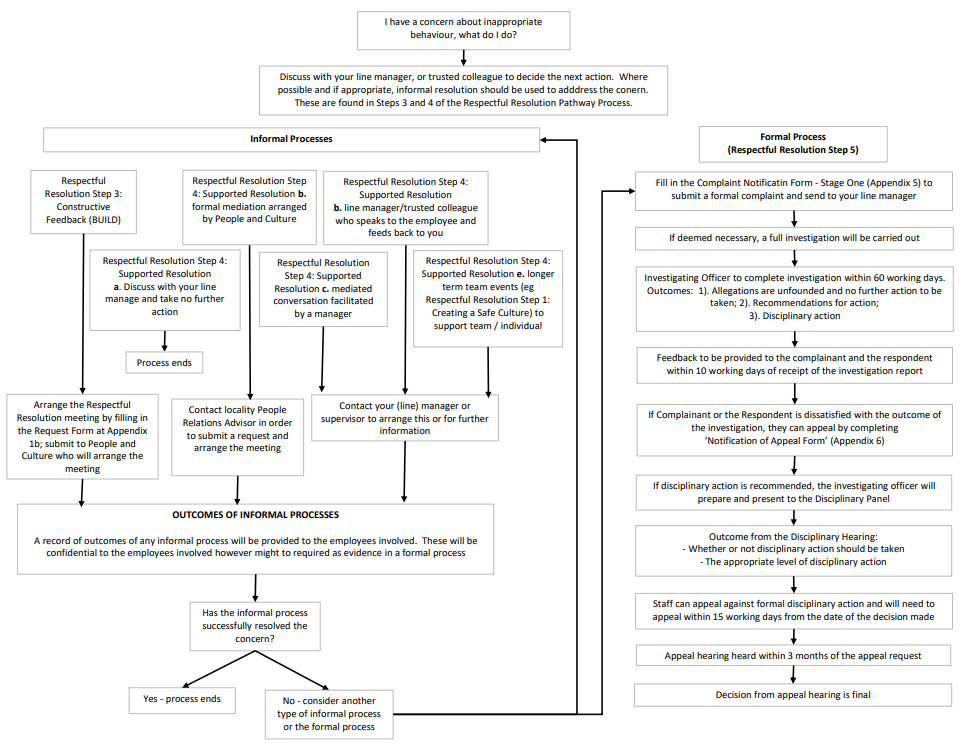 I have a concern about inappropriate
behaviour, what do I do?
Discuss with your line manager, or trusted colleague to decide the next action.  Where
possible and if appropriate, informal resolution should be used to adddress the conern.
These are found in Steps 3 and 4 of the Respectful Resolution Pathway Process.
Informal Processes
Respectful
Resolution Step 3:
Constructive
Feedback (BUILD)
Respectful Resolution Step
4: Supported Resolution b.
formal mediation arranged
by People and Culture
Respectful Resolution Step 4:
Supported Resolution
b. line manager/trusted colleague
who speaks to the employee and
feeds back to you
Respectful Resolution Step 4:
Supported Resolution
a. Discuss with your line
manage and take no further
action
Respectful Resolution
Step 4: Supported
Resolution c. mediated
conversation facilitated
by a manager
Respectful Resolution Step 4:
Supported Resolution e. longer
term team events (eg
Respectful Resolution Step 1:
Creating a Safe Culture) to
support team / individual
Process ends
Arrange the Respectful
Resolution meeting by filling in
the Request Form at Appendix
1b; submit to People and
Culture who will arrange the
meeting
Contact locality People
Relations Advisor in order
to submit a request and
arrange the meeting
Contact your (line) manager or
supervisor to arrange this or for further
information
OUTCOMES OF INFORMAL PROCESSES
A record of outcomes of any informal process will be provided to the employees involved.  These will be
confidential to the employees involved however might to required as evidence in a formal process
Has the informal process
successfully resolved the
concern?
Yes - process ends
No - consider another
type of informal process
or the formal process
Formal Process
(Respectful Resolution Step 5)
Fill in the Complaint Notificatin Form - Stage One (Appendix 5) to
submit a formal complaint and send to your line manager
If deemed necessary, a full investigation will be carried out
Investigating Officer to complete investigation within 60 working days.
Outcomes:  1). Allegations are unfounded and no further action to be
taken; 2). Recommendations for action;
3). Disciplinary action
Feedback to be provided to the complainant and the respondent
within 10 working days of receipt of the investigation report
If Complainant or the Respondent is dissatisfied with the outcome of
the investigation, they can appeal by completing
‘Notification of Appeal Form’ (Appendix 6)
If disciplinary action is recommended, the investigating officer will
prepare and present to the Disciplinary Panel
Outcome from the Disciplinary Hearing:
- Whether or not disciplinary action should be taken
- The appropriate level of disciplinary action
Staff can appeal against formal disciplinary action and will need to
appeal within 15 working days from the date of the decision made
Appeal hearing heard within 3 months of the appeal request
Decision from appeal hearing is final